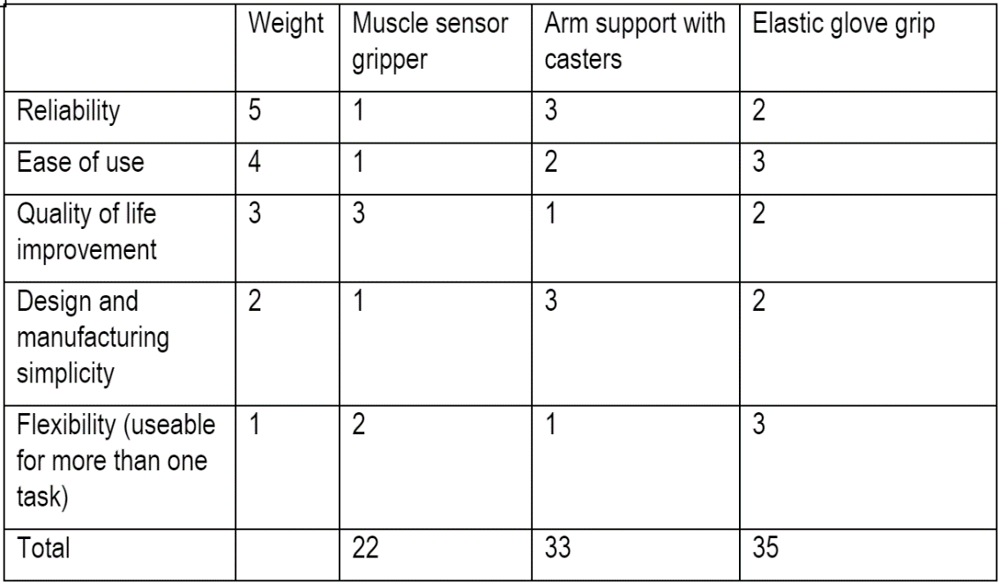 Weight Muscle sensor gripper Arm support with casters Elastic glove grip
Reliability 5 1 3 2
Ease of use 4 1 2 3
Quality of life improvement 3 3 1 2
Design and manufacturing simplicity 2 1 3 2
Flexibility (useable for more than one task) 1 2 1 3
Total 22 33 35